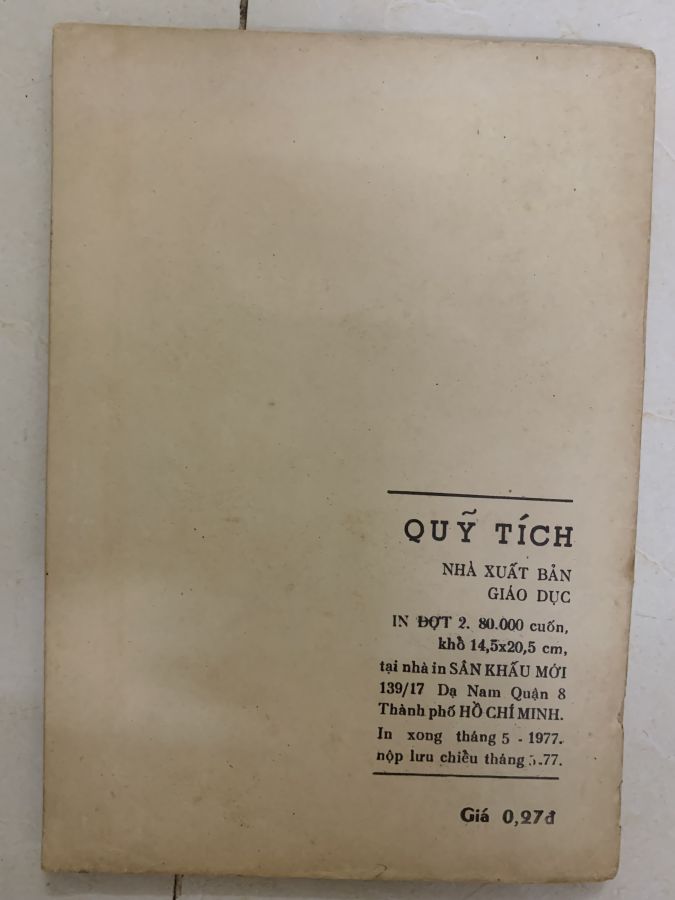 QUỸ TÍCH
NHÀ XUẤT BẢN
GIÁO DỤC
IN ĐỢT 2. 80.000 cuốn,
khổ 14,5x20,5 cm,
tại nhà in SÂN KHẤU MỚI
139/17 Dạ Nam Quận 8
Thành phố HỒ CHÍ MINH.
In xong tháng 5 - 1977.
nộp lưu chiều tháng 5.77.
Giá 0,27đ